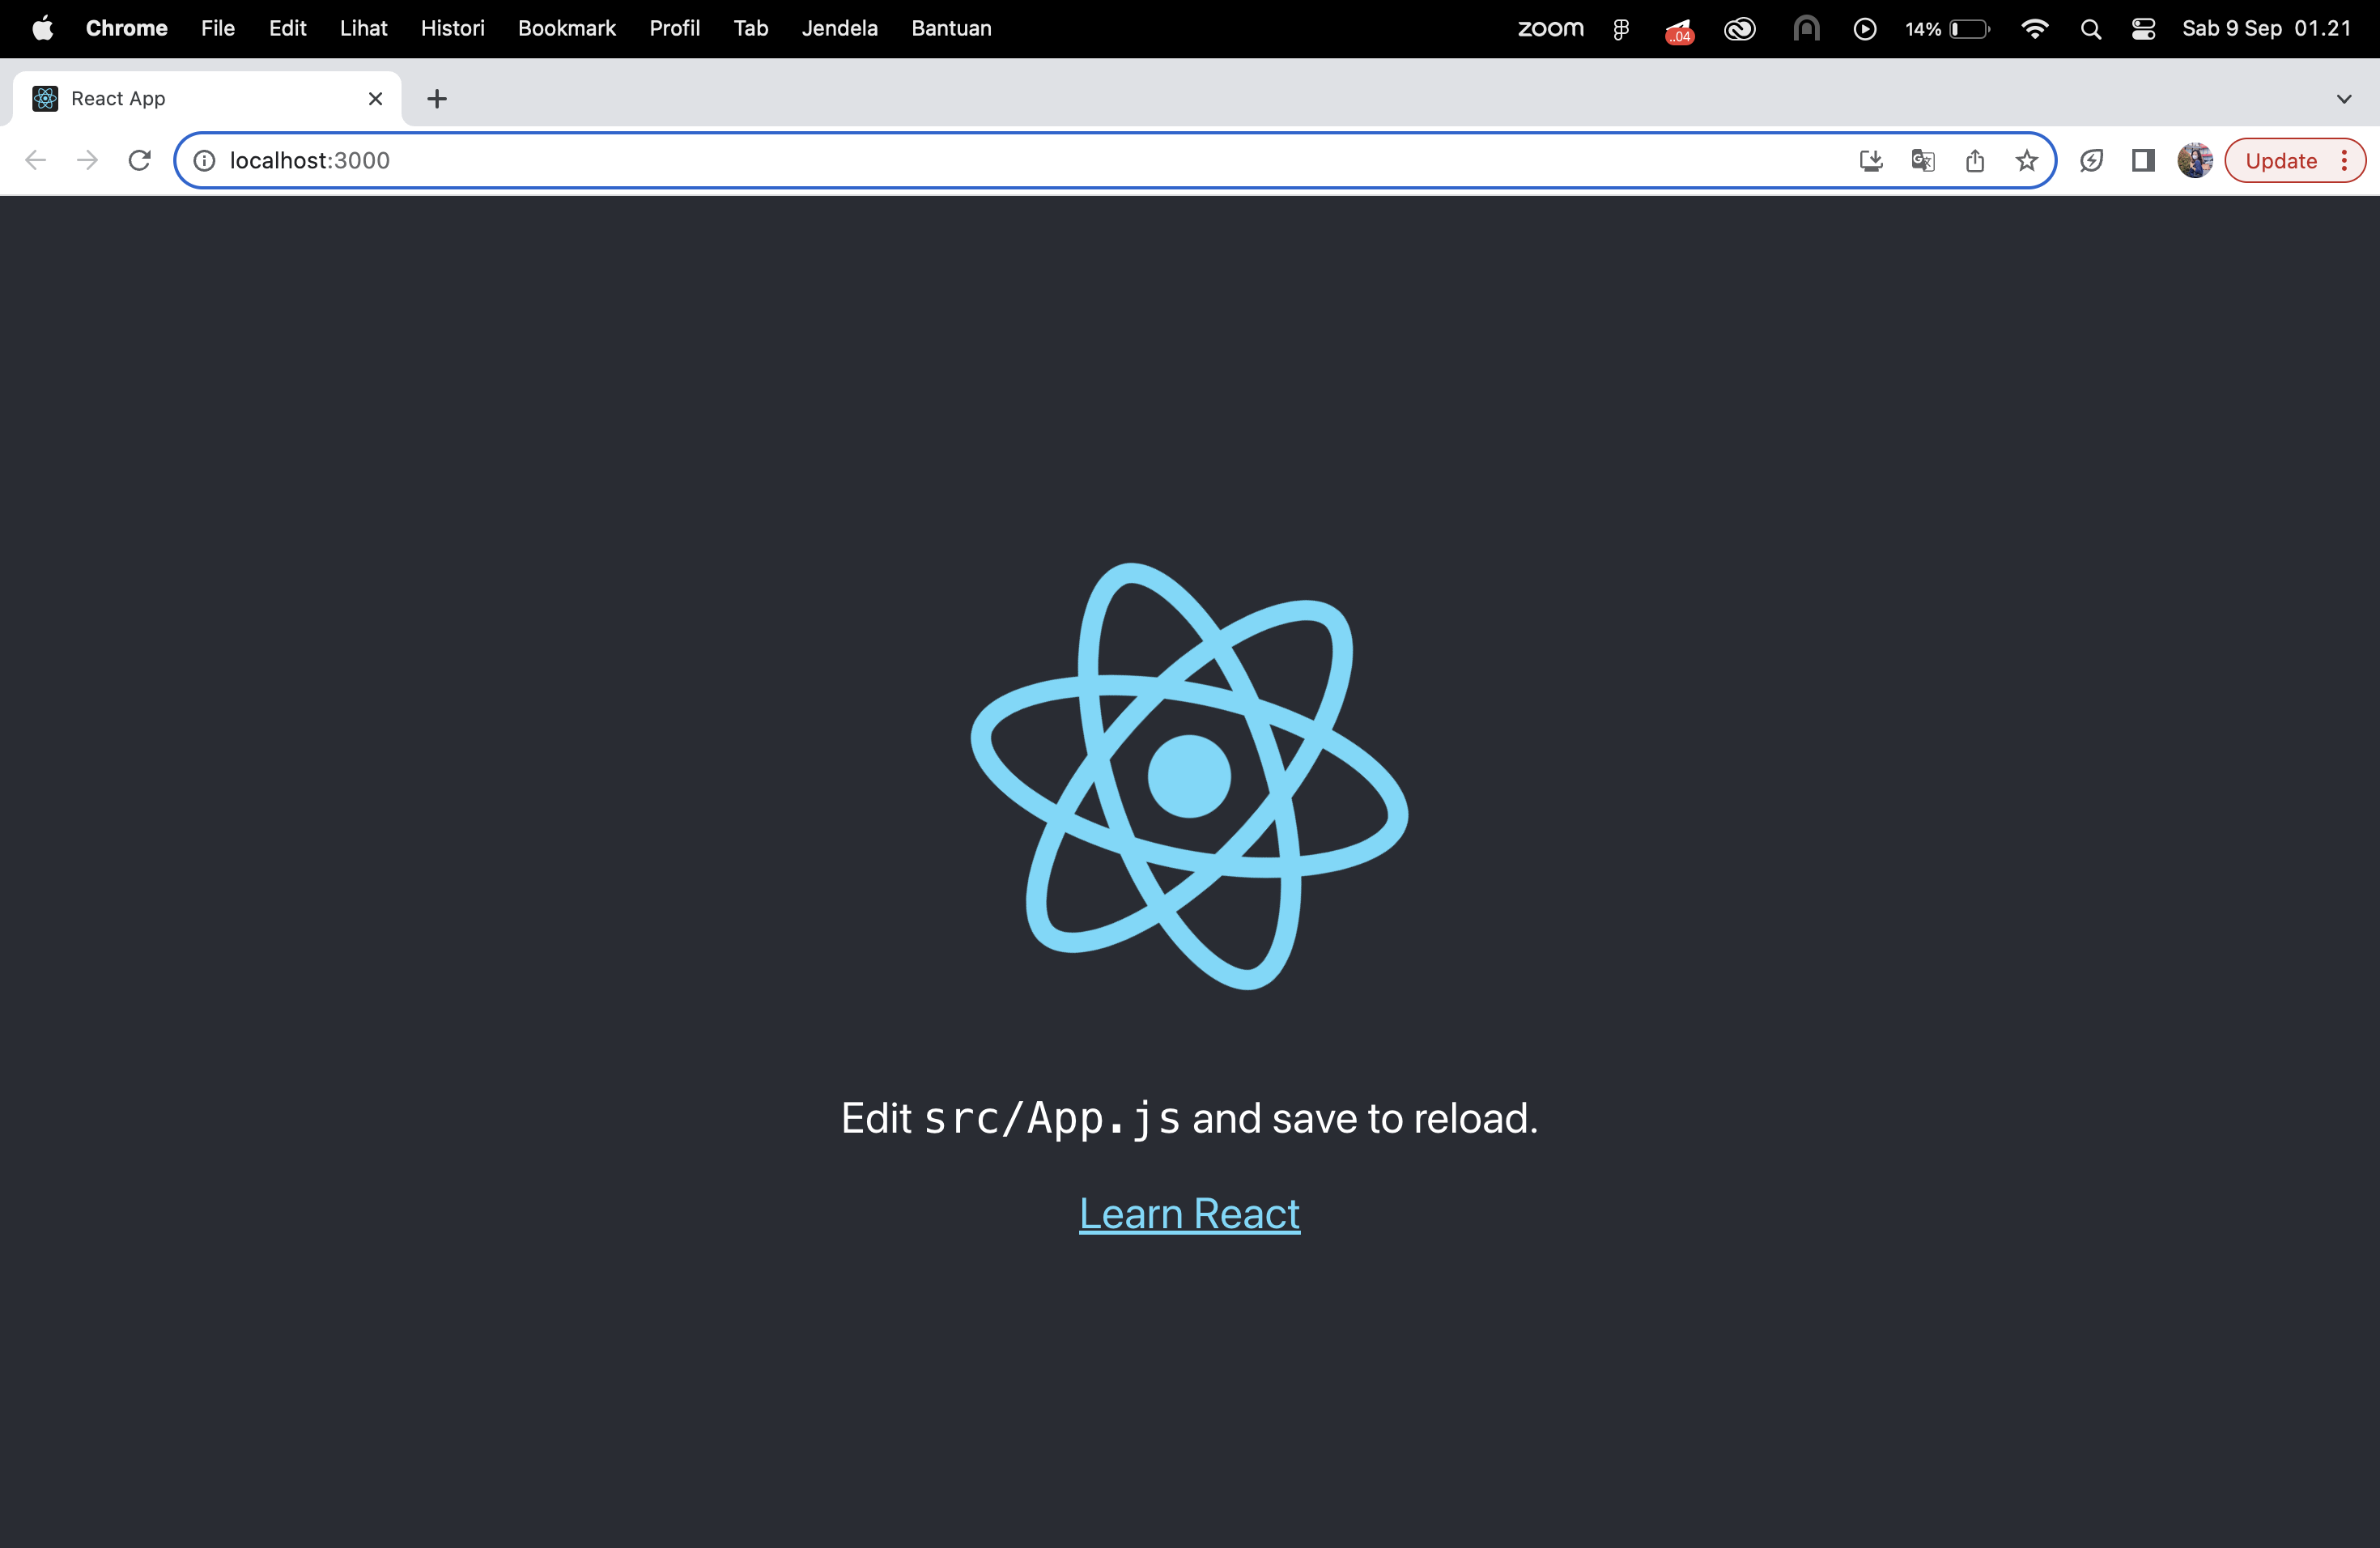 Chrome File Edit Lihat Histori Bookmark Profil Tab Jendela Bantuan zoom ..04 14% Sab 9 Sep 01.21
React App
localhost:3000 Update
Edit src/App.js and save to reload.
Learn React